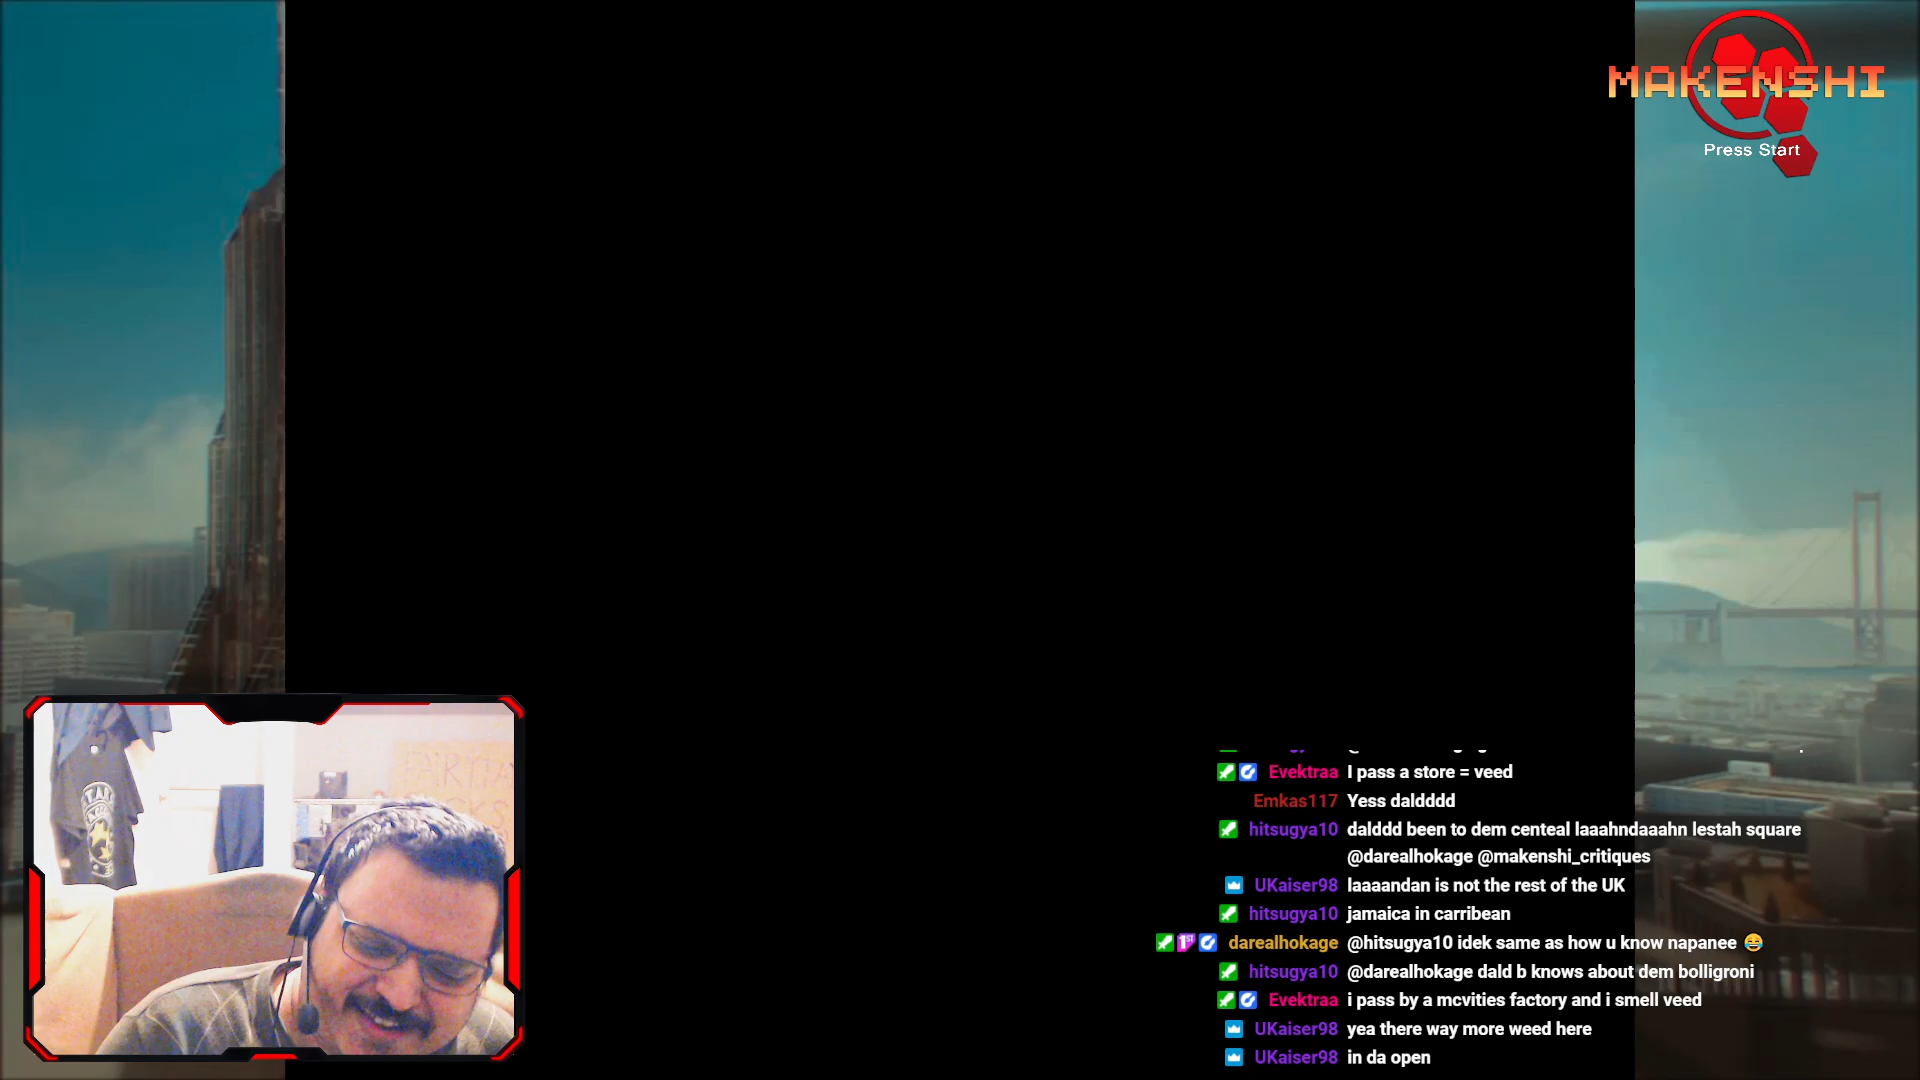 MAKENSHI
Press Start
FAIRYTA
Evektraa I pass a store = veed
Emkas117 Yess daldddd
hitsugya10 dalddd been to dem centeal laaahndaaahn lestah square
@darealhokage @makenshi_critiques
UKaiser98 laaaandan is not the rest of the UK
hitsugya10 jamaica in carribean
darealhokage @hitsugya10 idek same as how u know napanee 😂
hitsugya10 @darealhokage dald b knows about dem bolligroni
Evektraa i pass by a mcvities factory and i smell veed
UKaiser98 yea there way more weed here
UKaiser98 in da open